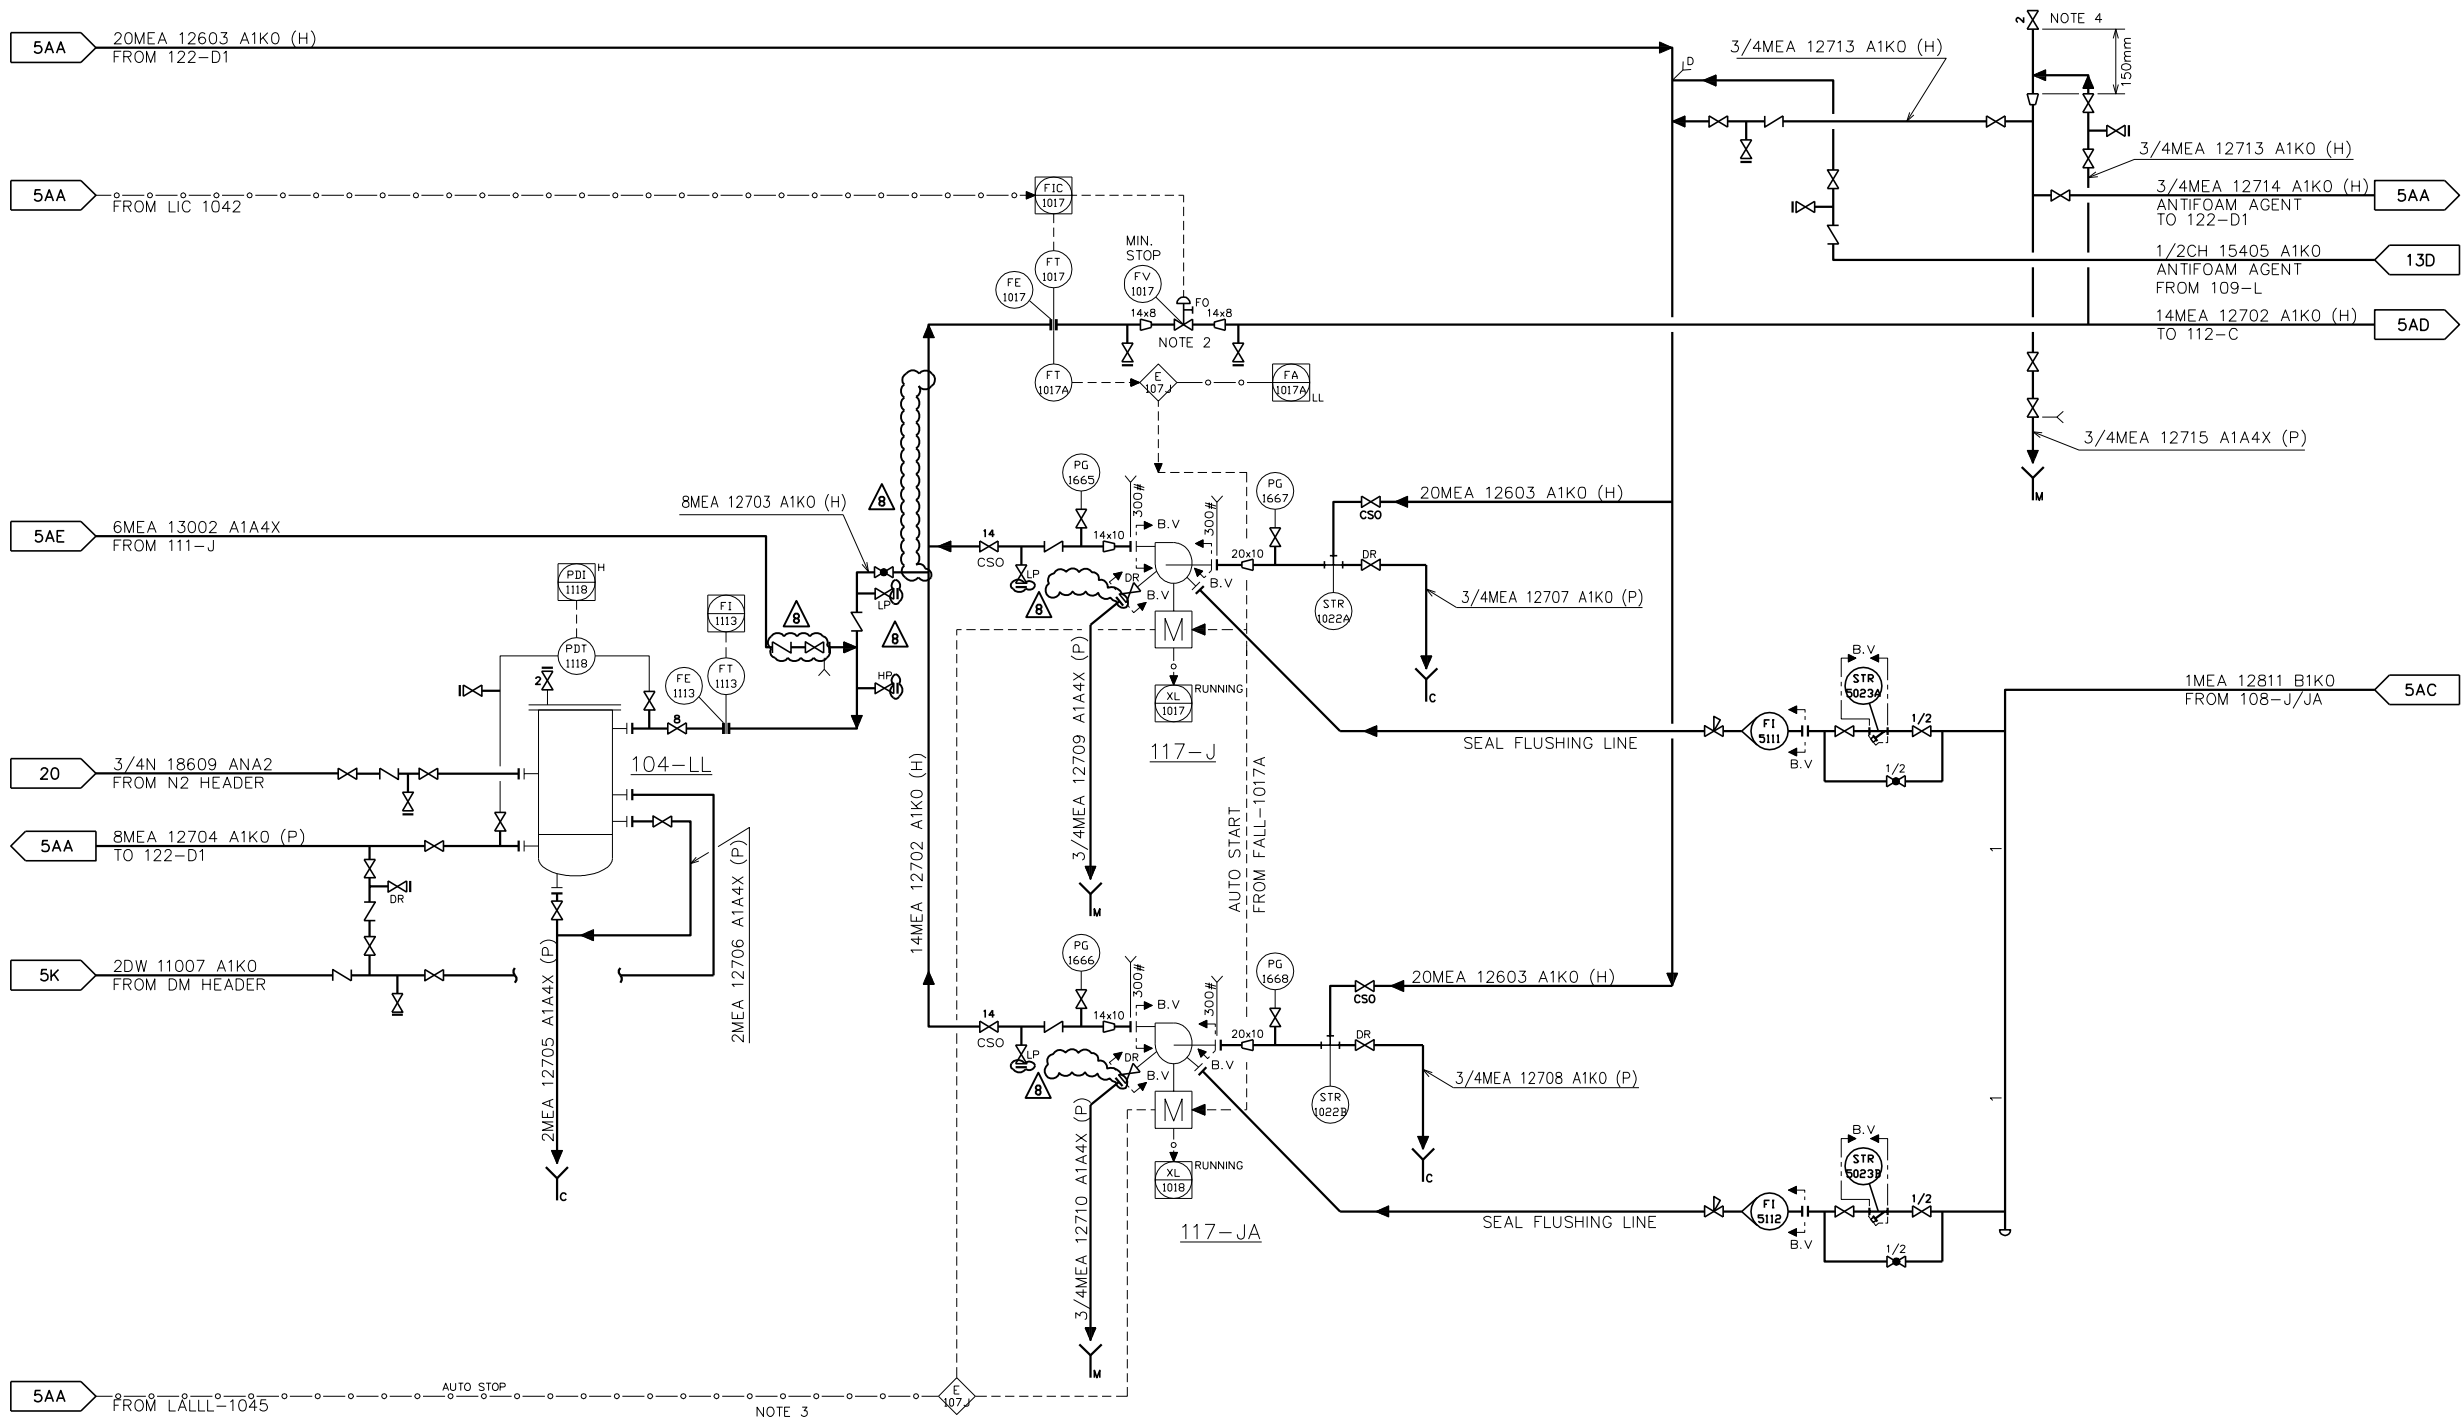 5AA
20MEA 12603 A1K0 (H)
FROM 122-D1
2
NOTE 4
150mm
3/4MEA 12713 A1K0 (H)
D
3/4MEA 12713 A1K0 (H)
5AA
FROM LIC 1042
FIC
1017
3/4MEA 12714 A1K0 (H)
ANTIFOAM AGENT
TO 122-D1
5AA
FT
1017
MIN.
STOP
FE
1017
FV
1017
FO
14x8
14x8
NOTE 2
1/2CH 15405 A1K0
ANTIFOAM AGENT
FROM 109-L
13D
14MEA 12702 A1K0 (H)
TO 112-C
5AD
FT
1017A
E
107J
FA
1017A
LL
3/4MEA 12715 A1A4X (P)
M
8MEA 12703 A1K0 (H)
8
PG
1665
300#
B.V
300#
PG
1667
20MEA 12603 A1K0 (H)
CSO
5AE
6MEA 13002 A1A4X
FROM 111-J
14
CSO
14x10
20x10
DR
LP
DR
B.V
B.V
8
STR
1022A
3/4MEA 12707 A1K0 (P)
C
PDI
1118
H
FI
1113
8
LP
8
M
PDT
1118
FE
1113
FT
1113
HP
2
8
XL
1017
RUNNING
117-J
3/4MEA 12709 A1A4X (P)
M
SEAL FLUSHING LINE
FI
5111
B.V
B.V
STR
5023A
1/2
1/2
1MEA 12811 B1K0
FROM 108-J/JA
5AC
20
3/4N 18609 ANA2
FROM N2 HEADER
104-LL
5AA
8MEA 12704 A1K0 (P)
TO 122-D1
DR
5K
2DW 11007 A1K0
FROM DM HEADER
2MEA 12705 A1A4X (P)
C
2MEA 12706 A1A4X (P)
14MEA 12702 A1K0 (H)
AUTO START
FROM FALL-1017A
1
1
PG
1666
300#
B.V
300#
PG
1668
20MEA 12603 A1K0 (H)
CSO
14
CSO
14x10
20x10
DR
LP
DR
B.V
B.V
8
STR
1022B
3/4MEA 12708 A1K0 (P)
C
M
XL
1018
RUNNING
117-JA
3/4MEA 12710 A1A4X (P)
M
SEAL FLUSHING LINE
FI
5112
B.V
B.V
STR
5023B
1/2
1/2
5AA
FROM LALLL-1045
AUTO STOP
NOTE 3
E
107J